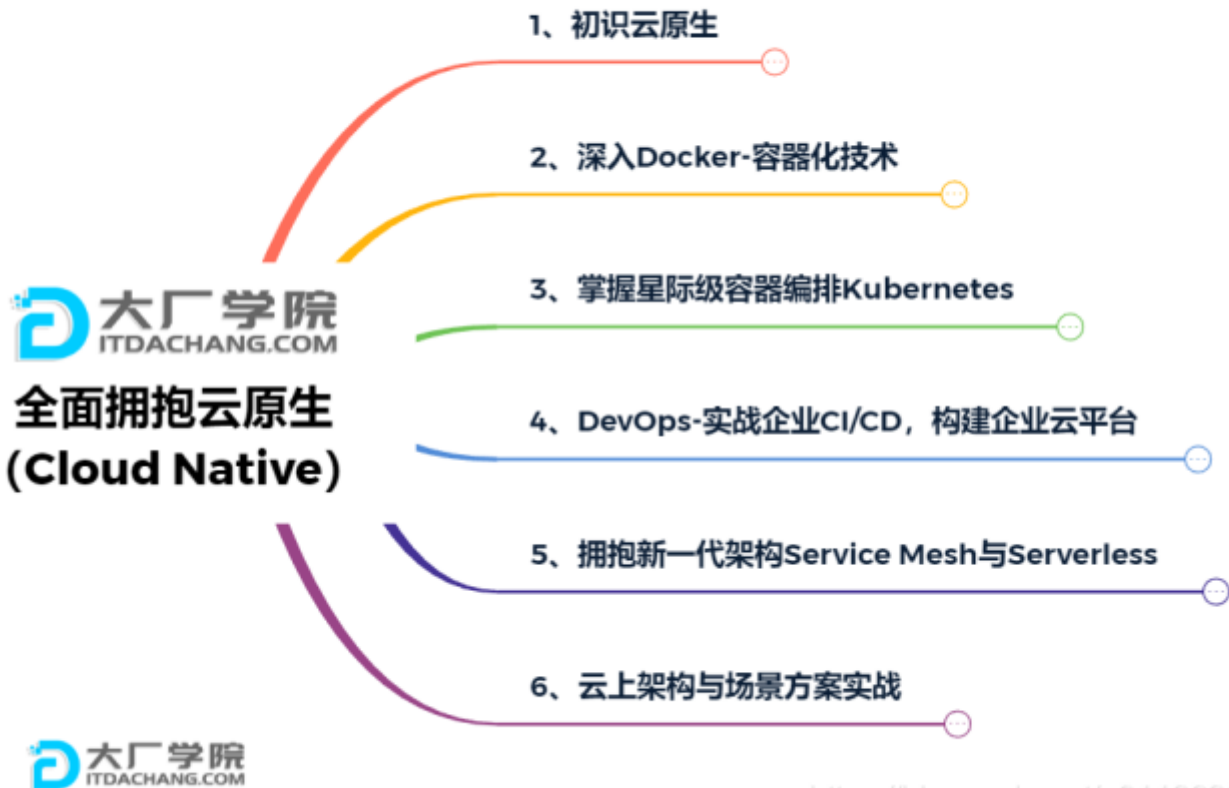 1、初识云原生
2、深入Docker-容器化技术
3、掌握星际级容器编排Kubernetes
大厂学院
ITDACHANG.COM
全面拥抱云原生
（Cloud Native）
4、DevOps-实战企业CI/CD，构建企业云平台
5、拥抱新一代架构Service Mesh与Serverless
6、云上架构与场景方案实战
大厂学院
ITDACHANG.COM